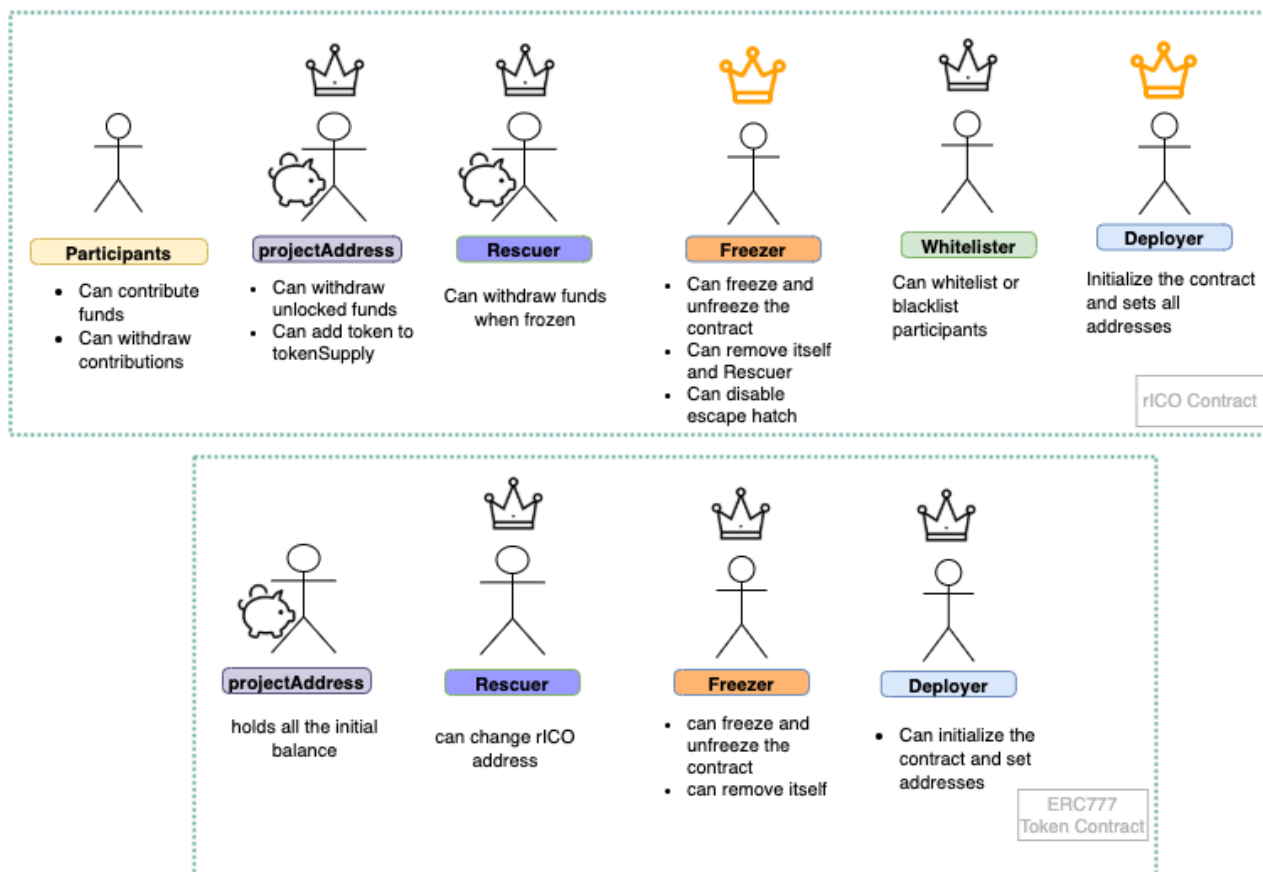 Participants
• Can contribute
funds
• Can withdraw
contributions
projectAddress
• Can withdraw
unlocked funds
• Can add token to
tokenSupply
Rescuer
Can withdraw funds
when frozen
Freezer
• Can freeze and
unfreeze the
contract
• Can remove itself
and Rescuer
• Can disable
escape hatch
Whitelister
Can whitelist or
blacklist
participants
Deployer
Initialize the contract
and sets all
addresses
rICO Contract
projectAddress
holds all the initial
balance
Rescuer
can change rICO
address
Freezer
• can freeze and
unfreeze the
contract
• can remove itself
Deployer
• Can initialize the
contract and set
addresses
ERC777
Token Contract